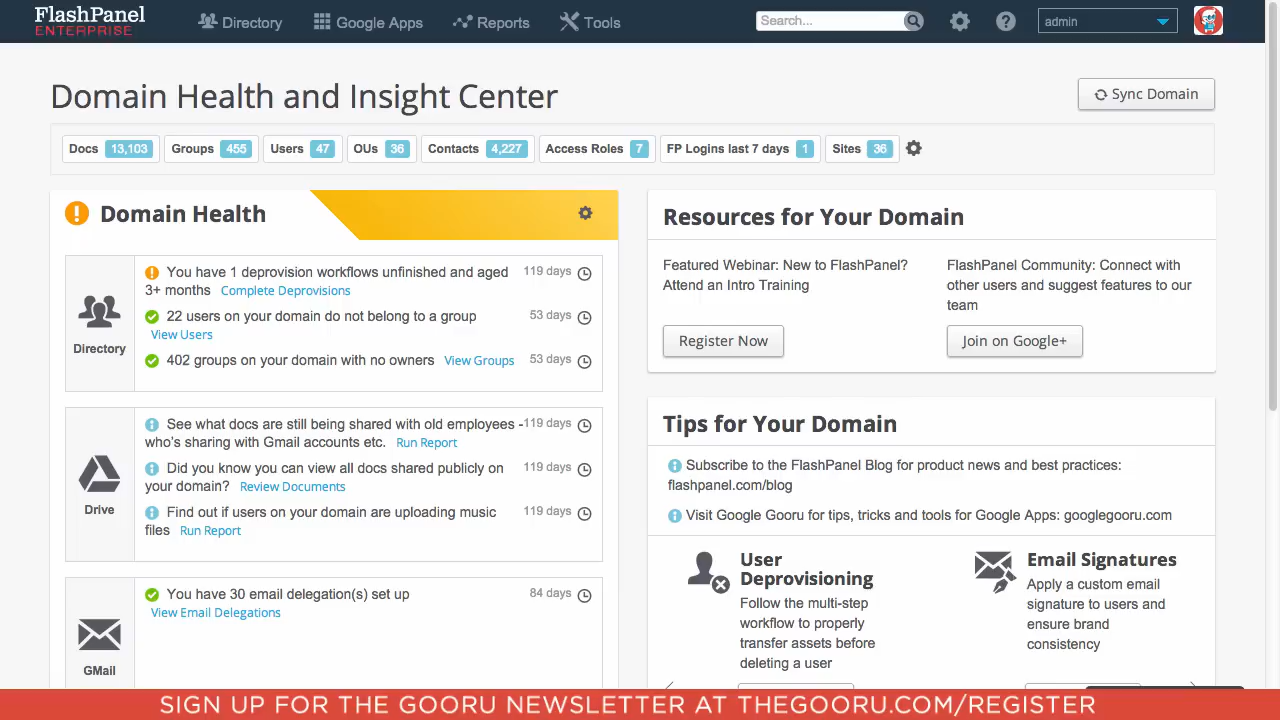 FlashPanel
ENTERPRISE
Directory
Google Apps
Reports
Tools
Search...
admin
Domain Health and Insight Center
Sync Domain
Docs 13,103
Groups 455
Users 47
OUs 36
Contacts 4,227
Access Roles 7
FP Logins last 7 days 1
Sites 36
Domain Health
Directory
You have 1 deprovision workflows unfinished and aged 119 days
3+ months Complete Deprovisions
22 users on your domain do not belong to a group 53 days
View Users
402 groups on your domain with no owners View Groups 53 days
Drive
See what docs are still being shared with old employees - 119 days
who's sharing with Gmail accounts etc. Run Report
Did you know you can view all docs shared publicly on 119 days
your domain? Review Documents
Find out if users on your domain are uploading music 119 days
files Run Report
GMail
You have 30 email delegation(s) set up 84 days
View Email Delegations
Resources for Your Domain
Featured Webinar: New to FlashPanel?
Attend an Intro Training
Register Now
FlashPanel Community: Connect with
other users and suggest features to our
team
Join on Google+
Tips for Your Domain
Subscribe to the FlashPanel Blog for product news and best practices:
flashpanel.com/blog
Visit Google Gooru for tips, tricks and tools for Google Apps: googlegooru.com
User
Deprovisioning
Follow the multi-step
workflow to properly
transfer assets before
deleting a user
Email Signatures
Apply a custom email
signature to users and
ensure brand
consistency
SIGN UP FOR THE GOORU NEWSLETTER AT THEGOORU.COM/REGISTER